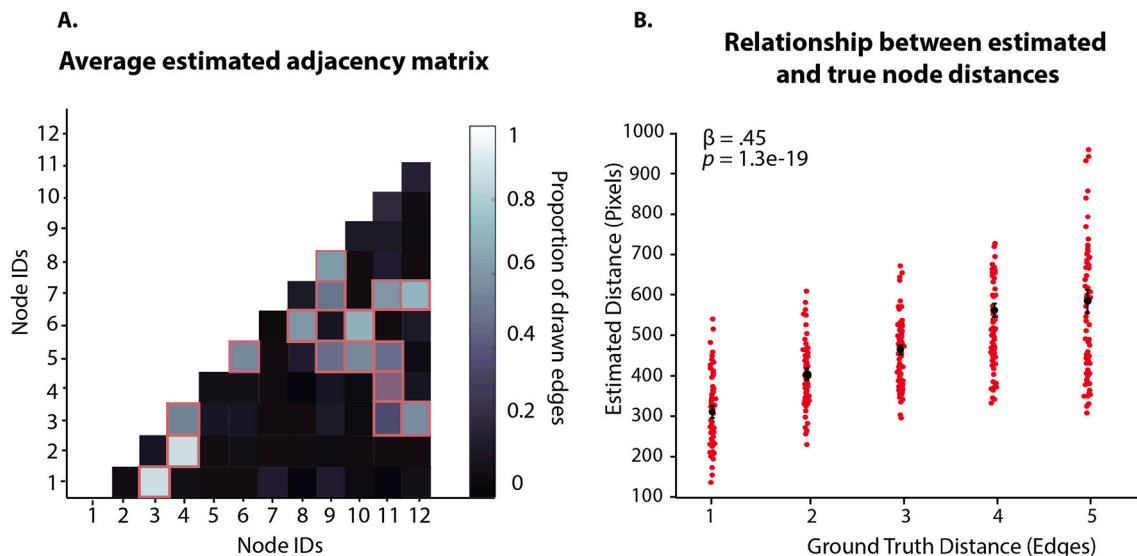 A.
Average estimated adjacency matrix
12
11
10
9
8
7
6
5
4
3
2
1
Node IDs
1 2 3 4 5 6 7 8 9 10 11 12
Node IDs
1
0.8
0.6
0.4
0.2
0
Proportion of drawn edges
B.
Relationship between estimated
and true node distances
β = .45
p = 1.3e-19
1000
900
800
700
600
500
400
300
200
100
Estimated Distance (Pixels)
1 2 3 4 5
Ground Truth Distance (Edges)